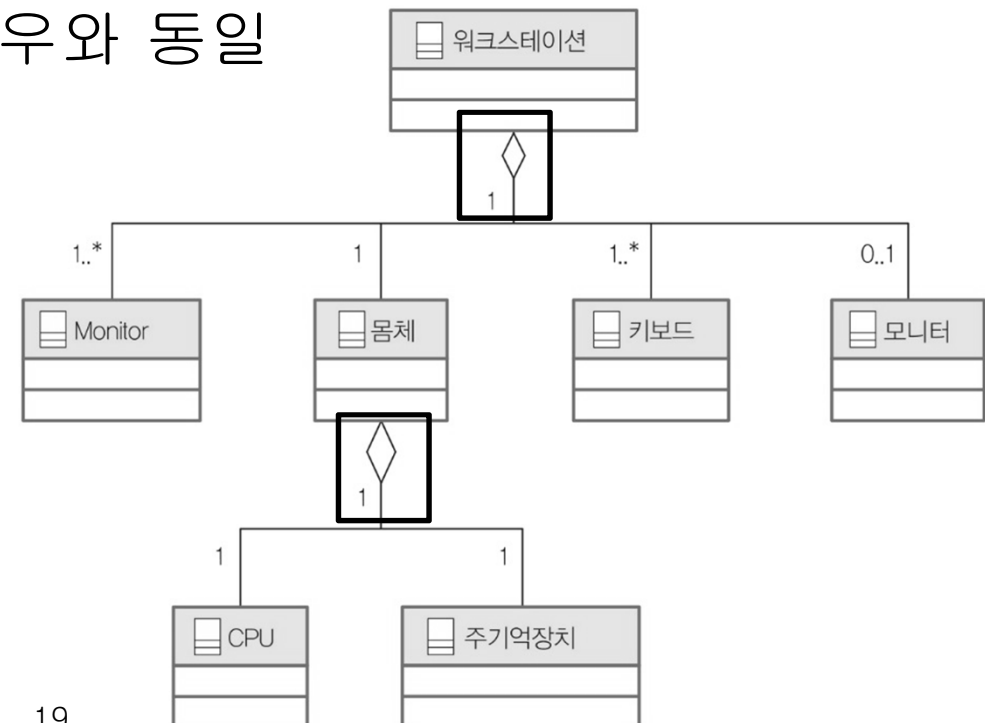 우와 동일
워크스테이션
1
1..*
1
1..*
0..1
Monitor
몸체
키보드
모니터
1
1
1
CPU
주기억장치
19